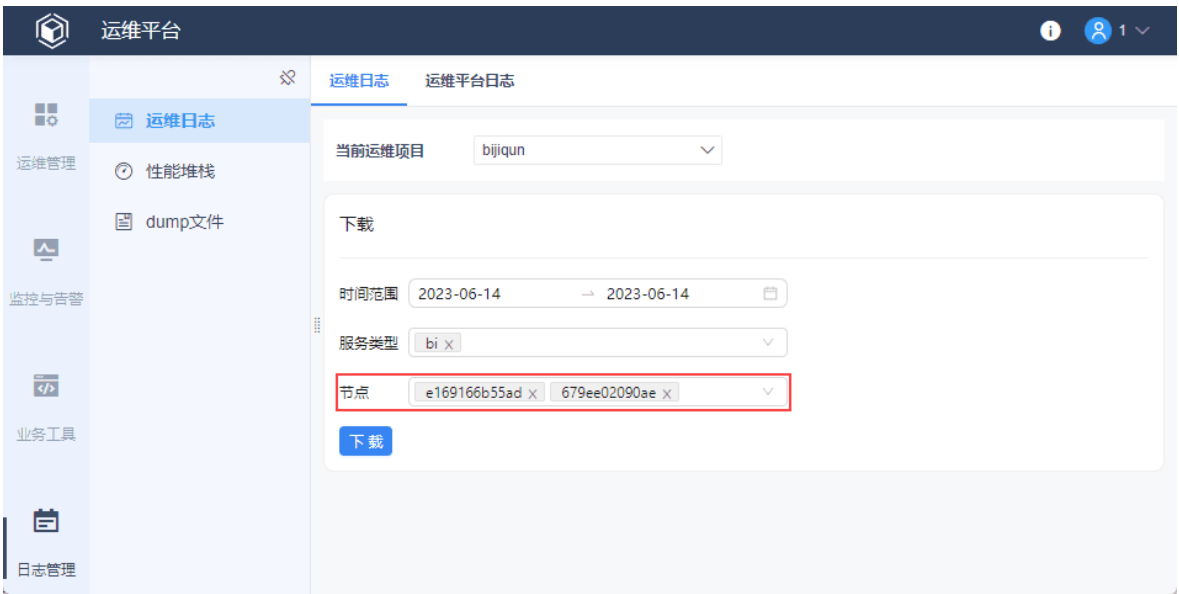 运维平台
1
运维管理
监控与告警
业务工具
日志管理
运维日志
性能堆栈
dump文件
运维日志 运维平台日志
当前运维项目 bijiqun
下载
时间范围 2023-06-14 → 2023-06-14
服务类型 bi x
节点 e169166b55ad x 679ee02090ae x
下载